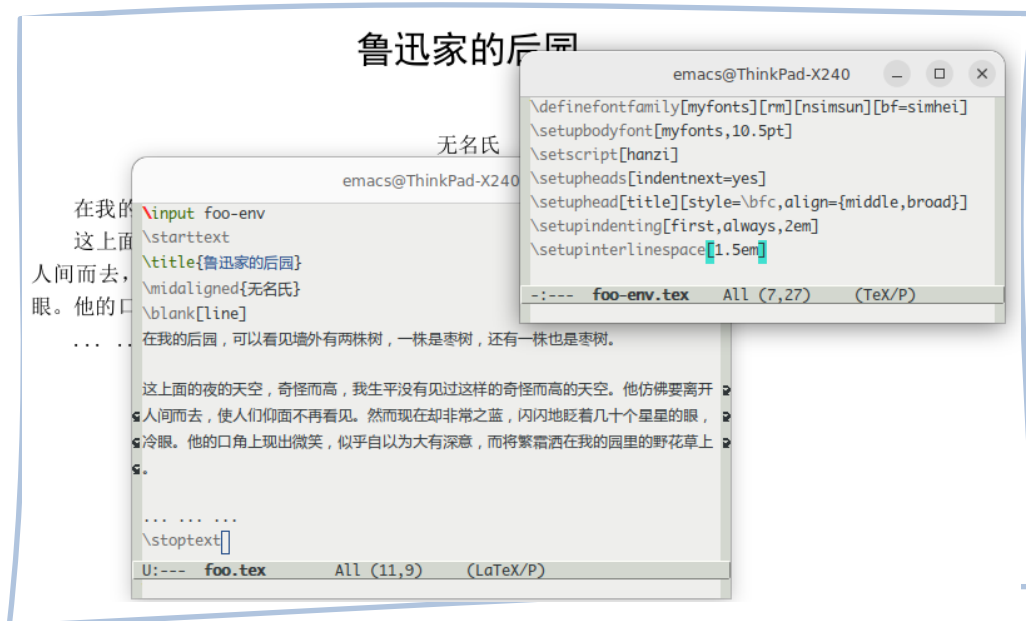 鲁迅家的后园
无名氏
在我的
这上面
人间而去，
眼。他的口
... ..
emacs@ThinkPad-X240
\definefontfamily[myfonts][rm][nsimsun][bf=simhei]
\setupbodyfont[myfonts,10.5pt]
\setscript[hanzi]
\setupheads[indentnext=yes]
\setuphead[title][style=\bfc,align={middle,broad}]
\setupindenting[first,always,2em]
\setupinterlinespace[1.5em]
-:--- foo-env.tex All (7,27) (TeX/P)
emacs@ThinkPad-X240
\input foo-env
\starttext
\title{鲁迅家的后园}
\midaligned{无名氏}
\blank[line]
在我的后园，可以看见墙外有两株树，一株是枣树，还有一株也是枣树。
这上面的夜的天空，奇怪而高，我生平没有见过这样的奇怪而高的天空。他仿佛要离开
人间而去，使人们仰面不再看见。然而现在却非常之蓝，闪闪地眨着几十个星星的眼，
冷眼。他的口角上现出微笑，似乎自以为大有深意，而将繁霜洒在我的园里的野花草上
。
... ... ...
\stoptext
U:--- foo.tex All (11,9) (LaTeX/P)